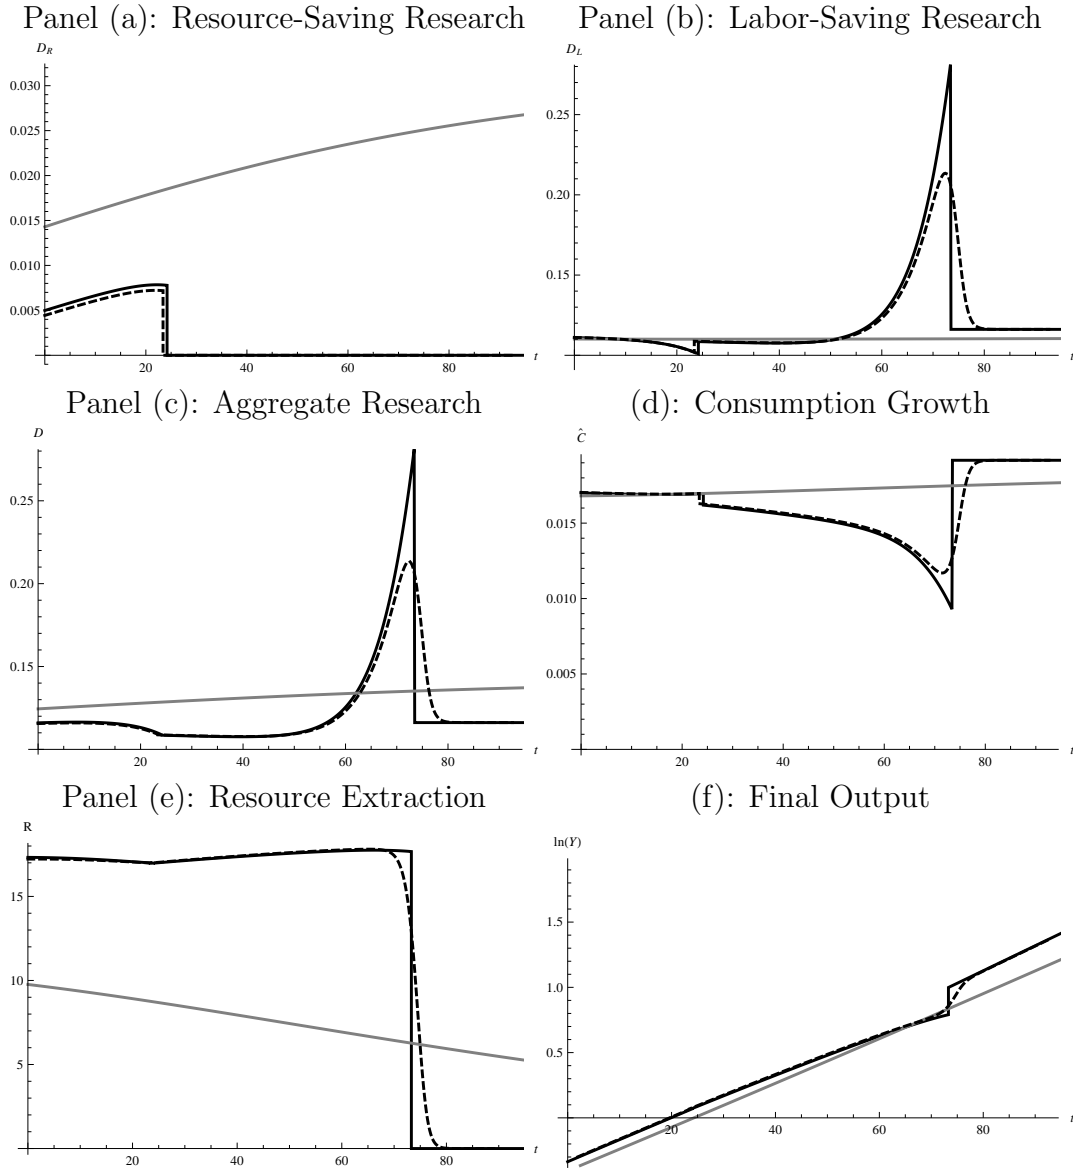 Panel (a): Resource-Saving Research
Panel (b): Labor-Saving Research
D_R
0.030
0.025
0.020
0.015
0.010
0.005
20
40
60
80
t
D_L
0.25
0.20
0.15
20
40
60
80
t
Panel (c): Aggregate Research
(d): Consumption Growth
D
0.25
0.20
0.15
20
40
60
80
t
Ĉ
0.015
0.010
0.005
20
40
60
80
t
Panel (e): Resource Extraction
(f): Final Output
R
15
10
5
20
40
60
80
t
ln(Y)
1.5
1.0
0.5
20
40
60
80
t